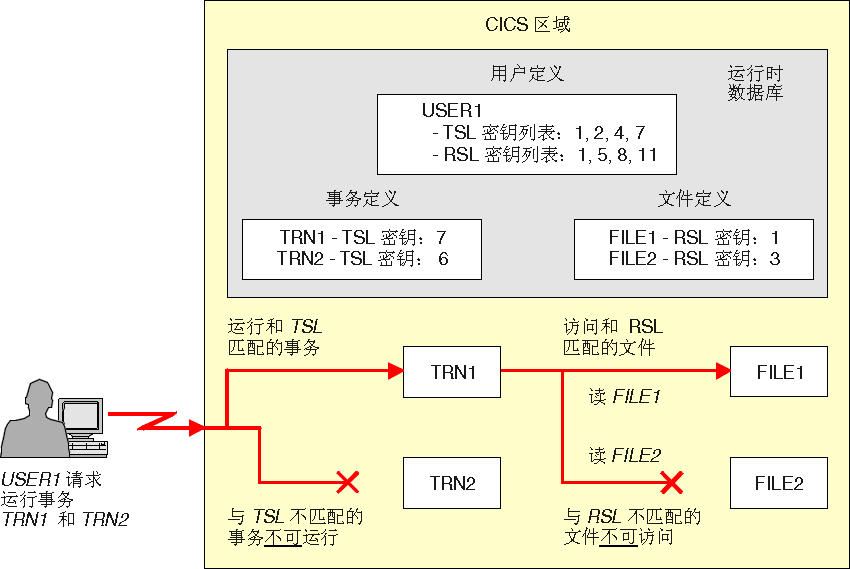 CICS 区域
用户定义
运行时
数据库
USER1
- TSL 密钥列表：1, 2, 4, 7
- RSL 密钥列表：1, 5, 8, 11
事务定义
文件定义
TRN1 - TSL 密钥：7
TRN2 - TSL 密钥：6
FILE1 - RSL 密钥：1
FILE2 - RSL 密钥：3
运行和 TSL
匹配的事务
访问和 RSL
匹配的文件
TRN1
FILE1
读 FILE1
读 FILE2
TRN2
FILE2
USER1 请求
运行事务
TRN1 和 TRN2
与 TSL 不匹配的
事务不可运行
与 RSL 不匹配的
文件不可访问